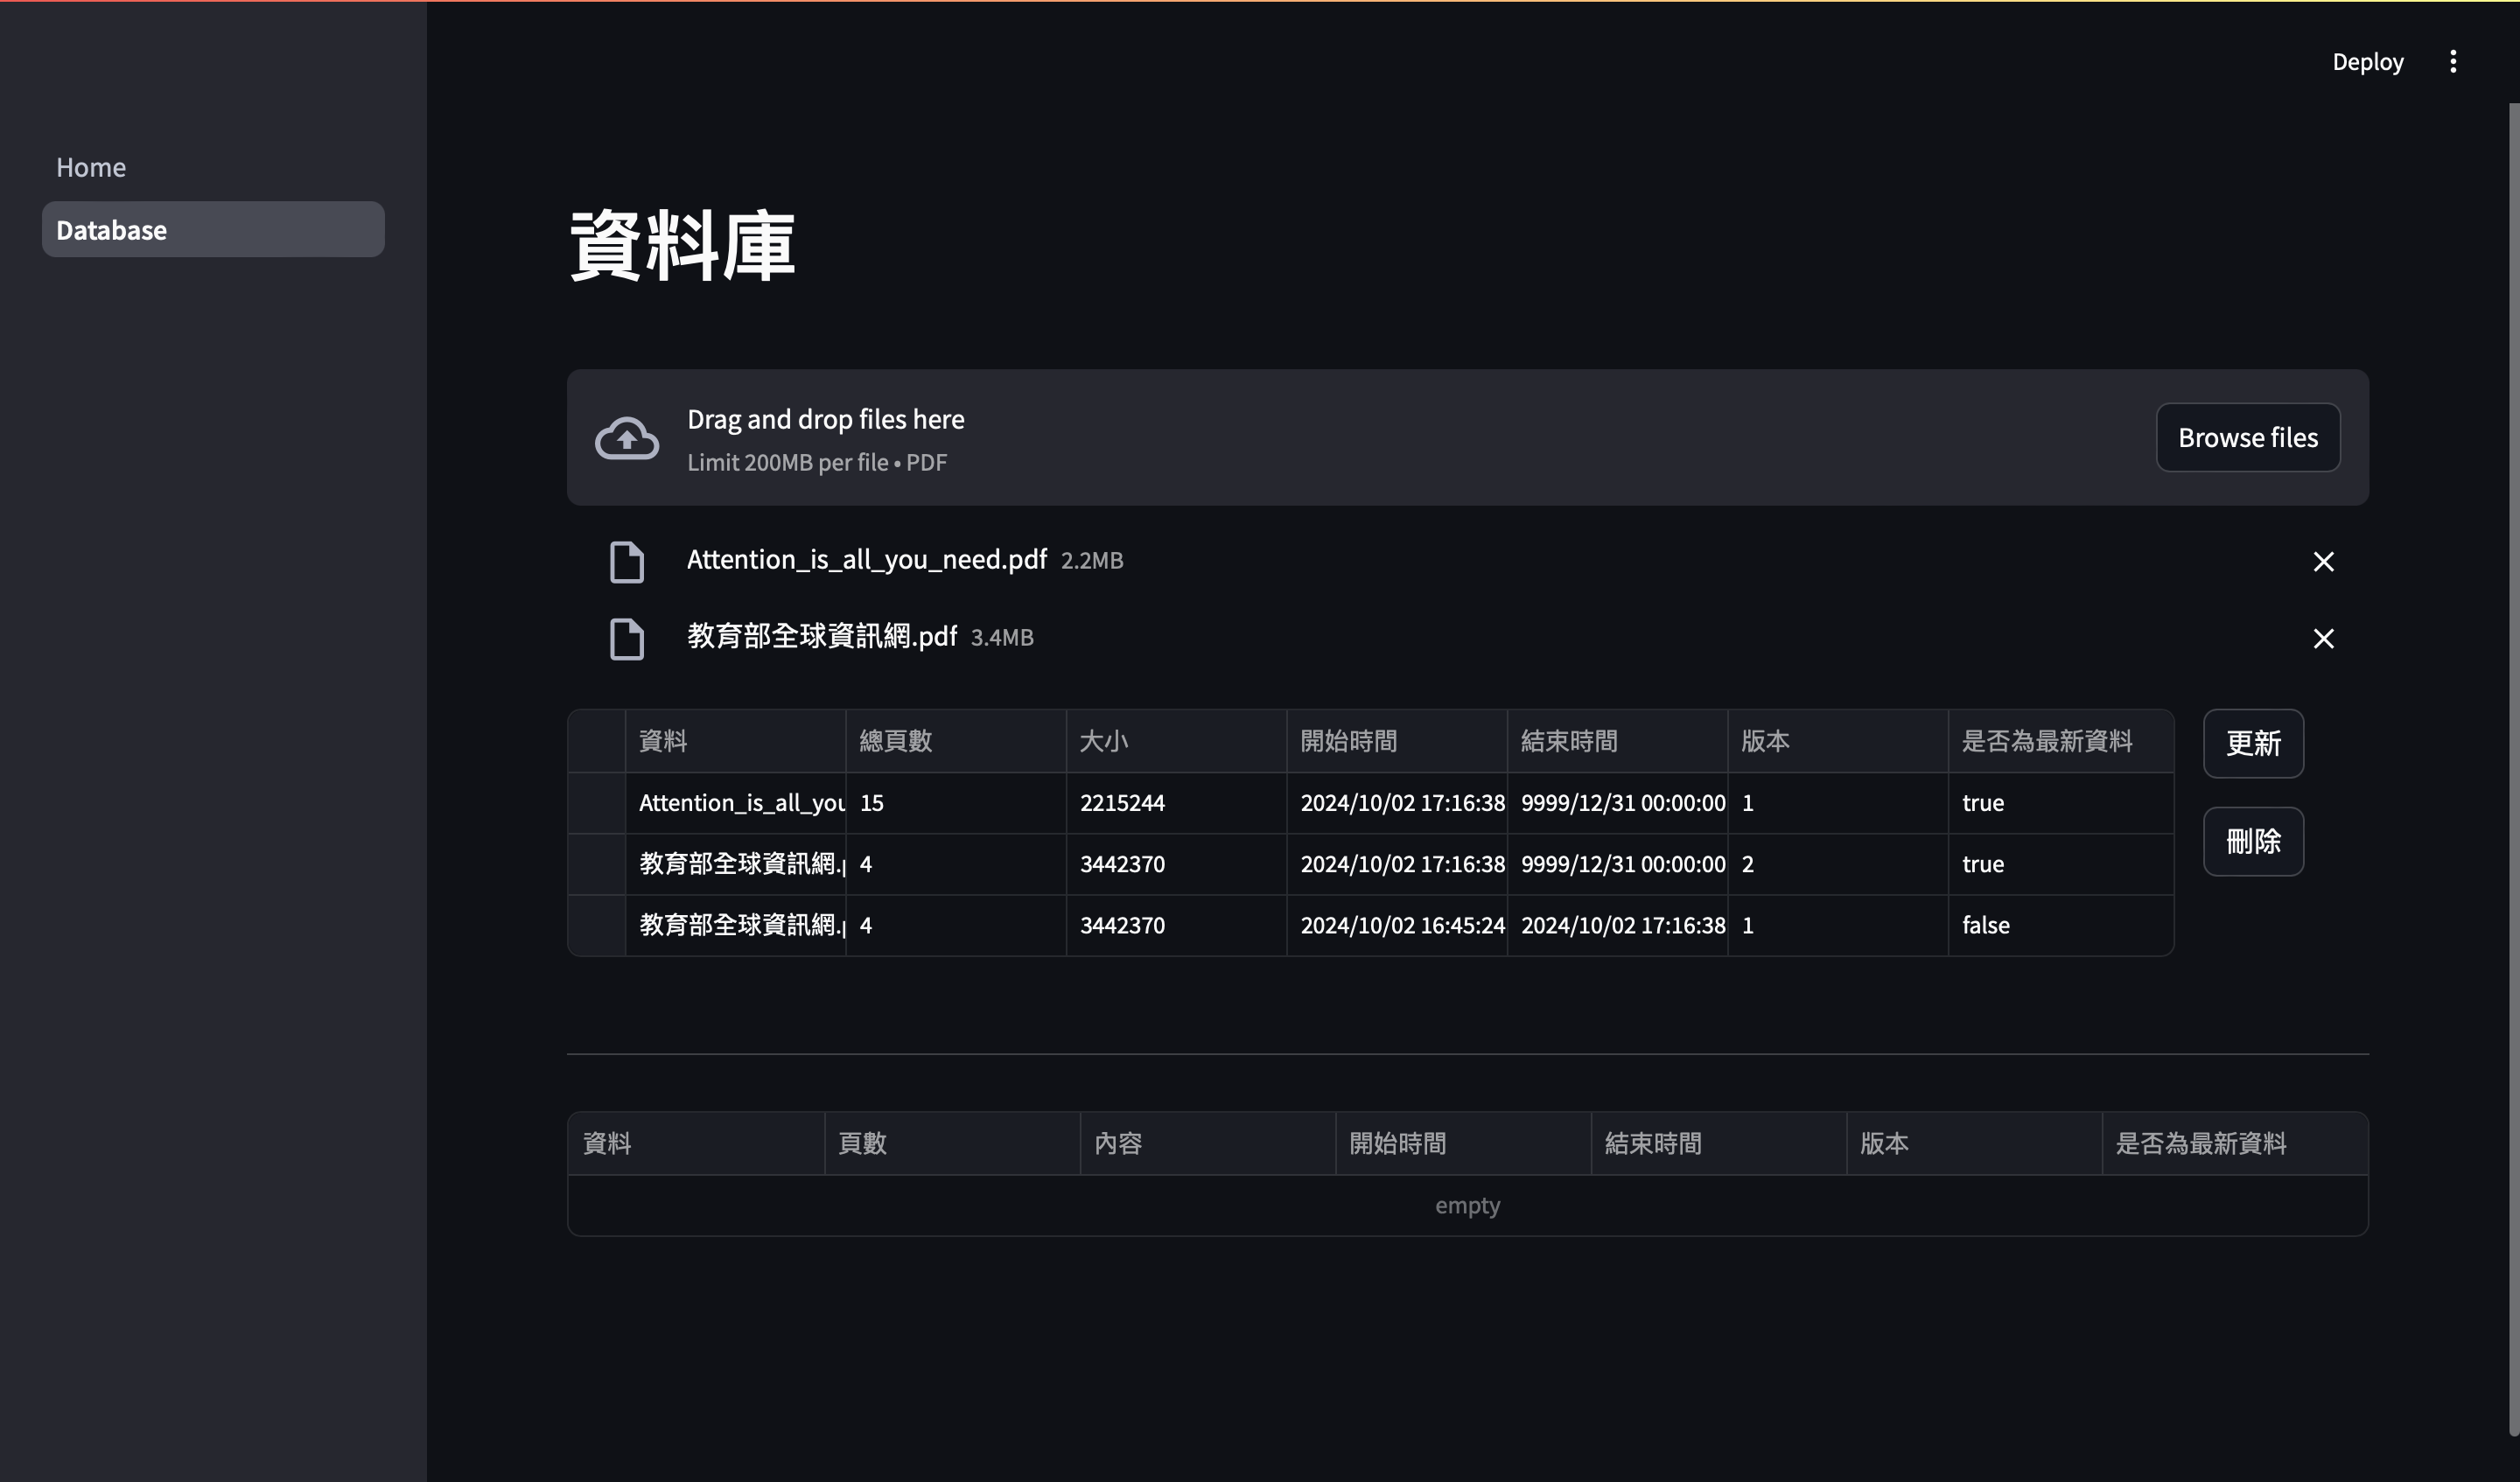 Deploy
Home
Database
資料庫
Drag and drop files here
Limit 200MB per file • PDF
Browse files
Attention_is_all_you_need.pdf 2.2MB
教育部全球資訊網.pdf 3.4MB
資料 總頁數 大小 開始時間 結束時間 版本 是否為最新資料
更新
Attention_is_all_you 15 2215244 2024/10/02 17:16:38 9999/12/31 00:00:00 1 true
刪除
教育部全球資訊網. 4 3442370 2024/10/02 17:16:38 9999/12/31 00:00:00 2 true
教育部全球資訊網. 4 3442370 2024/10/02 16:45:24 2024/10/02 17:16:38 1 false
資料 頁數 內容 開始時間 結束時間 版本 是否為最新資料
empty